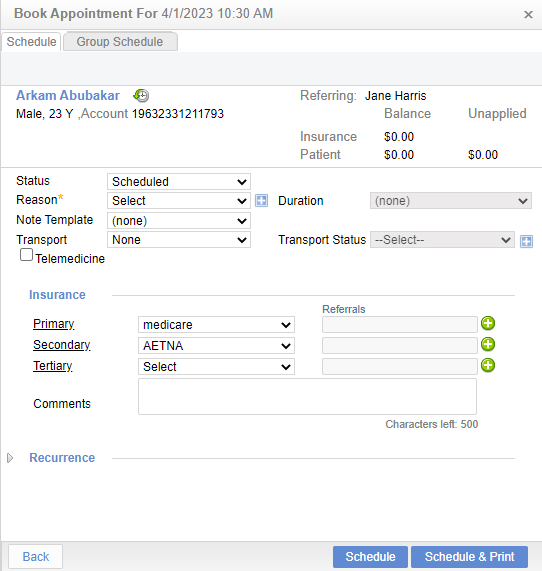 Book Appointment For 4/1/2023 10:30 AM ×
Schedule Group Schedule
Arkam Abubakar Referring: Jane Harris
Male, 23 Y ,Account 19632331211793 Balance Unapplied
Insurance $0.00
Patient $0.00 $0.00
Status Scheduled
Reason* Select Duration (none)
Note Template (none)
Transport None Transport Status --Select--
Telemedicine
Insurance
Referrals
Primary medicare
Secondary AETNA
Tertiary Select
Comments
Characters left: 500
Recurrence
Back Schedule Schedule & Print